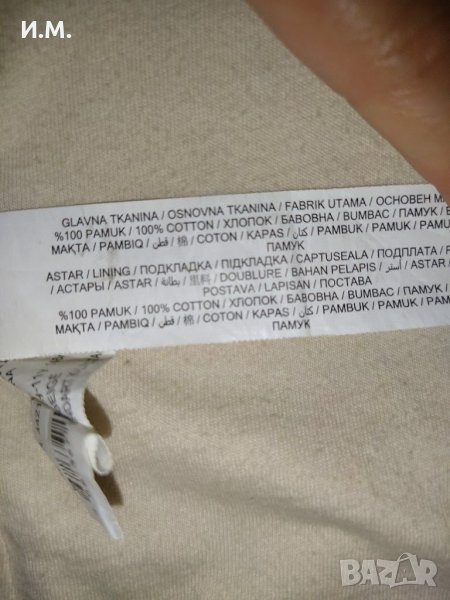 И.М.
GLAVNA TKANINA / OSNOVNA TKANINA / FABRIK UTAMA / ОСНОВЕН
%100 PAMUK / 100% COTTON / ХЛОПОК / БАВОВНА / BUMBAC / ПАМУК /
МАҚТА / PAMBIQ / قطن / 棉 / COTON / KAPAS / كتان / PAMBUK / PAMUK /
ПАМУК
ASTAR / LINING / ПОДКЛАДКА / ПІДКЛАДКА / CAPTUSEALA / ПОДПЛАТА /
/ АСТАРЫ / ASTAR / بطانة / 里料 / DOUBLURE / BAHAN PELAPIS / آستر / ASTAR /
POSTAVA / LAPISAN / ПОСТАВА
%100 PAMUK / 100% COTTON / ХЛОПОК / БАВОВНА / BUMBAC / ПАМУК /
МАҚТА / PAMBIQ / قطن / 棉 / COTON / KAPAS / كتان / PAMBUK / PAMUK /
ПАМУК
BAZAR